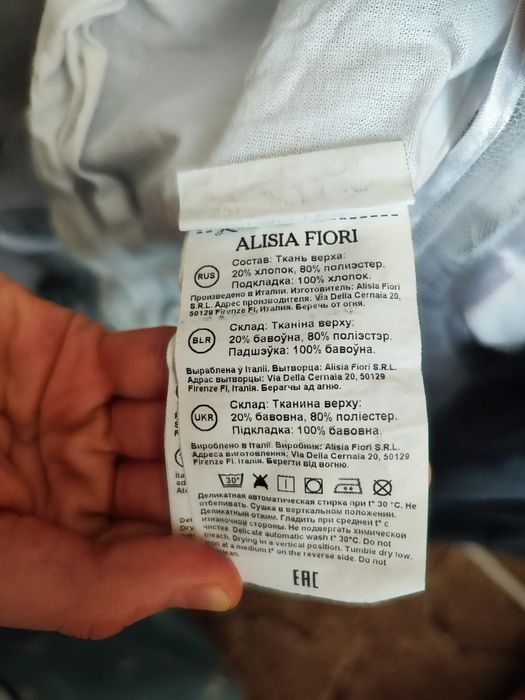 ALISIA FIORI
RUS
Состав: Ткань верха:
20% хлопок, 80% полиэстер.
Подкладка: 100% хлопок.
Произведено в Италии. Изготовитель: Alisia Fiori
S.R.L. Адрес производителя: Via Della Cernaia 20,
50129 Firenze FI, Италия. Беречь от огня.
BLR
Склад: Тканіна верху:
20% бавоўна, 80% поліэстэр.
Падшэўка: 100% бавоўна.
Выраблена ў Італіі. Вытворца: Alisia Fiori S.R.L.
Адрас вытворцы: Via Della Cernaia 20, 50129
Firenze FI, Італія. Берагчы ад агню.
UKR
Склад: Тканина верху:
20% бавовна, 80% поліестер.
Підкладка: 100% бавовна.
Вироблено в Італії. Виробник: Alisia Fiori S.R.L.
Адреса виготовлення: Via Della Cernaia 20, 50129
Firenze FI, Італія. Берегти від вогню.
30°
Деликатная автоматическая стирка при t° 30 °С. Не
отбеливать. Сушка в вертикальном положении.
Деликатный отжим. Гладить при средней t° с
изнаночной стороны. Не подвергать химической
чистке. Delicate automatic wash t° 30°C. Do not
bleach. Drying in a vertical position. Tumble dry low.
at a medium t° on the reverse side. Do not
EAC